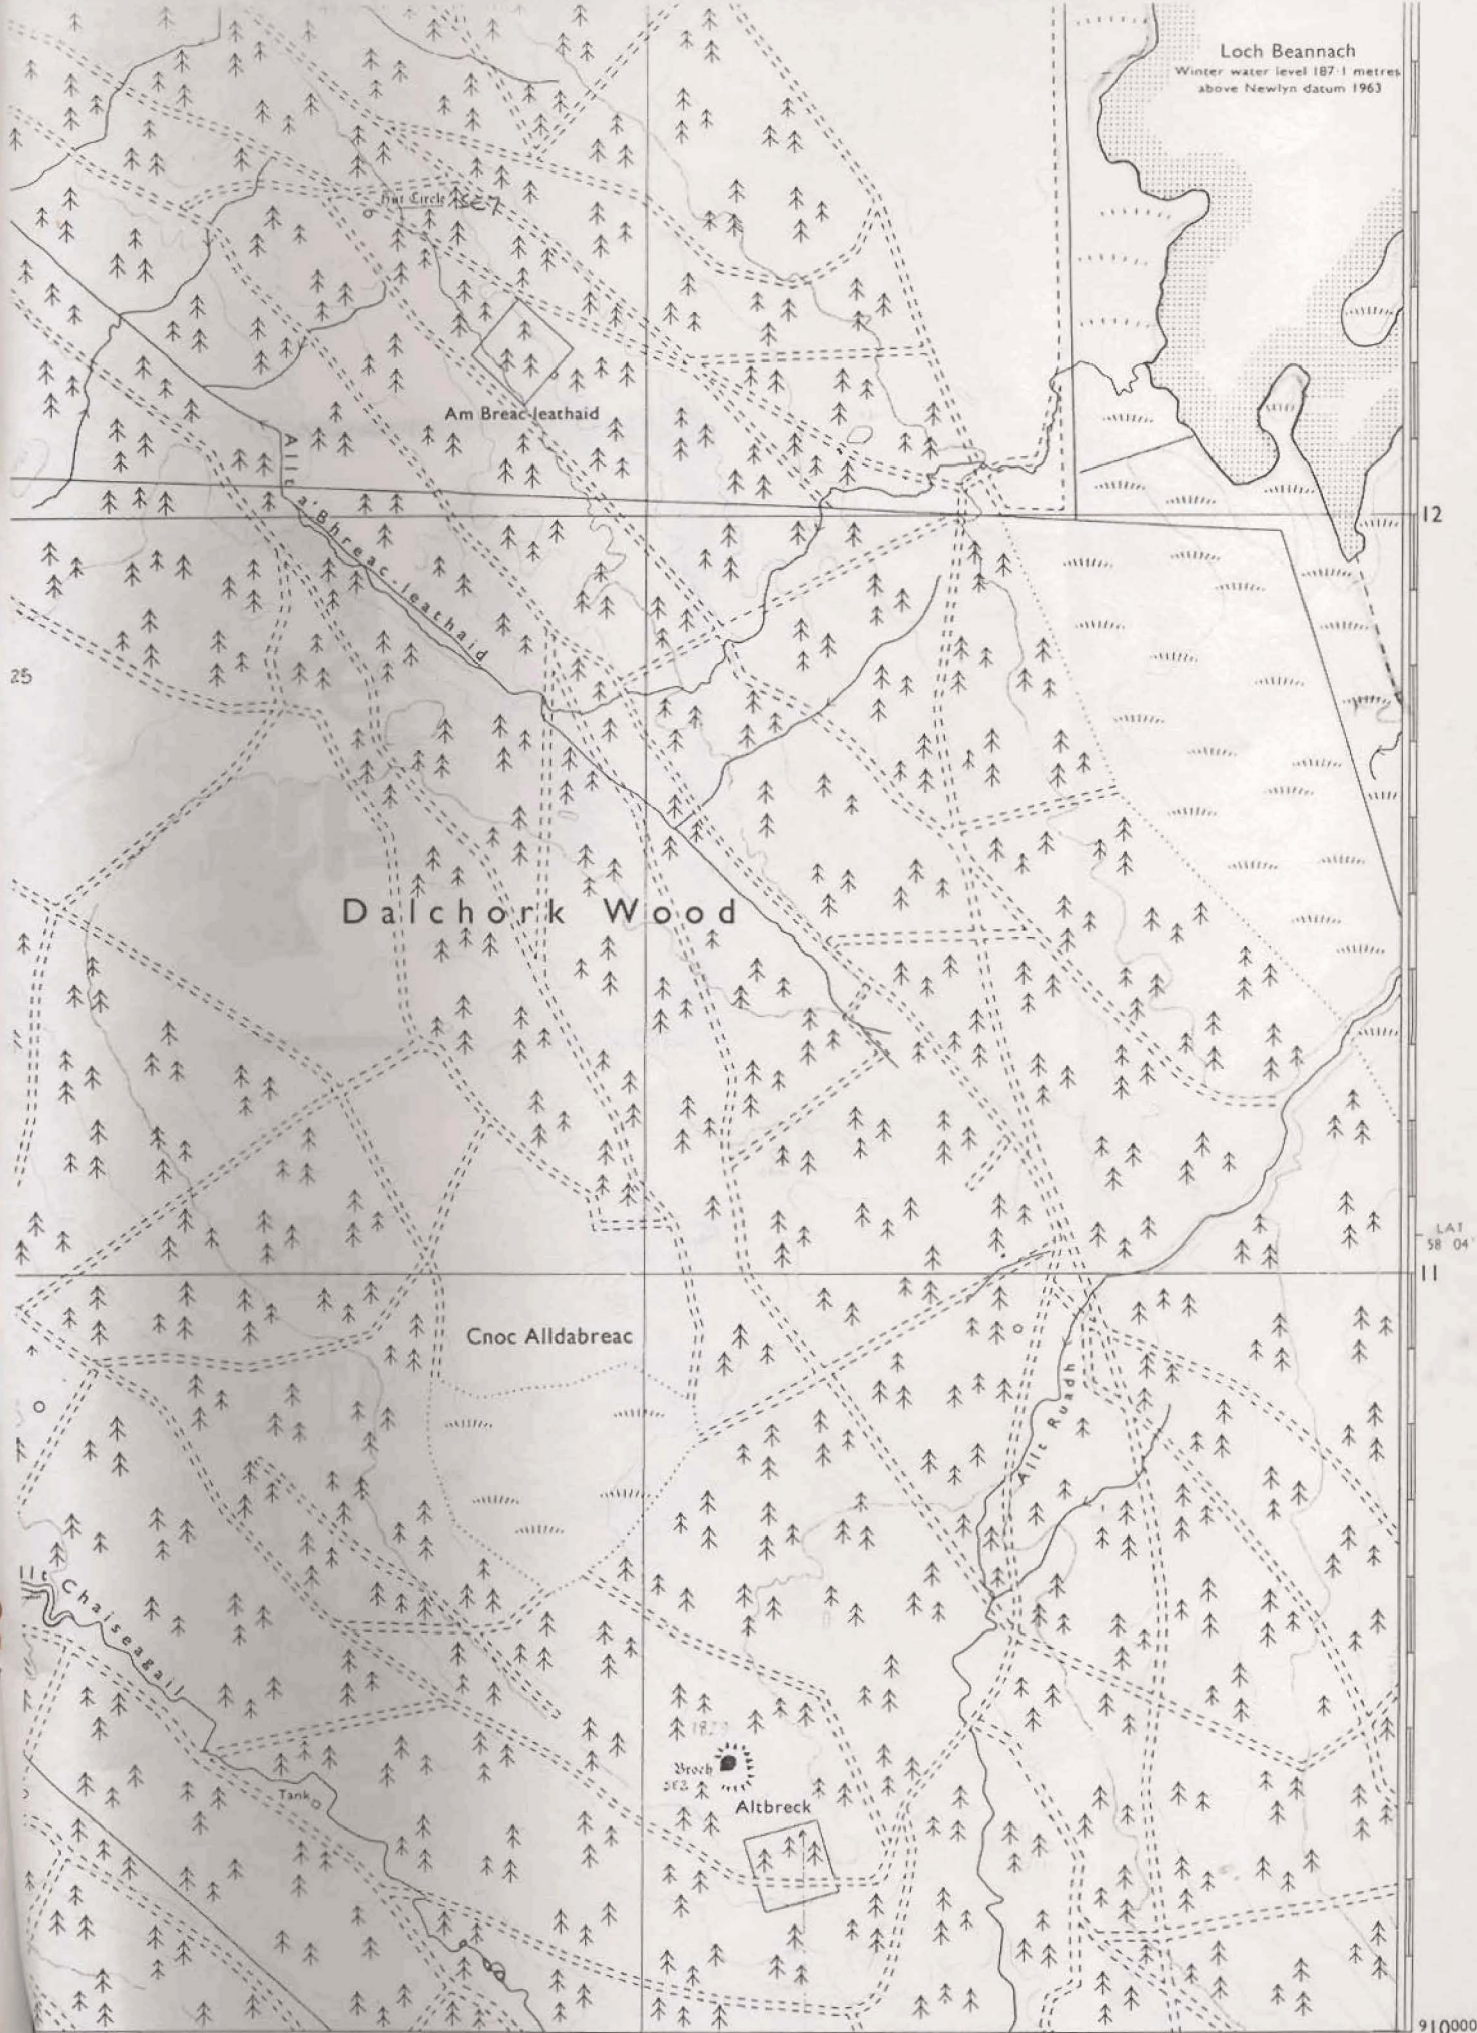 Loch Beannach
Winter water level 187·1 metres
above Newlyn datum 1963
Hut Circle
Am Breac-leathaid
Allt a' Bhreac-leathaid
12
25
Dalchork Wood
LAT
58 04'
11
Cnoc Alldabreac
Allt Ruadh
llt Chaiseagail
Broch
Tank
Altbreck
910000